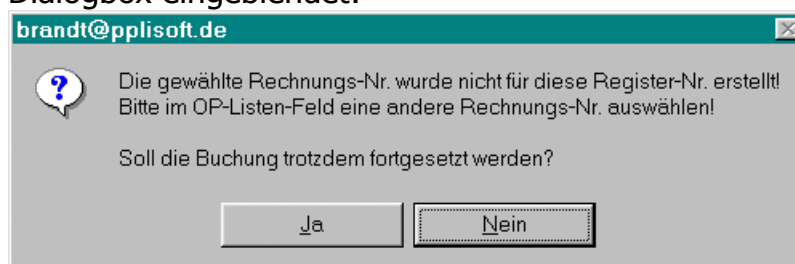 Dialogbox eingeblendet.
brandt@pplisoft.de
Die gewählte Rechnungs-Nr. wurde nicht für diese Register-Nr. erstellt!
Bitte im OP-Listen-Feld eine andere Rechnungs-Nr. auswählen!
Soll die Buchung trotzdem fortgesetzt werden?
Ja
Nein